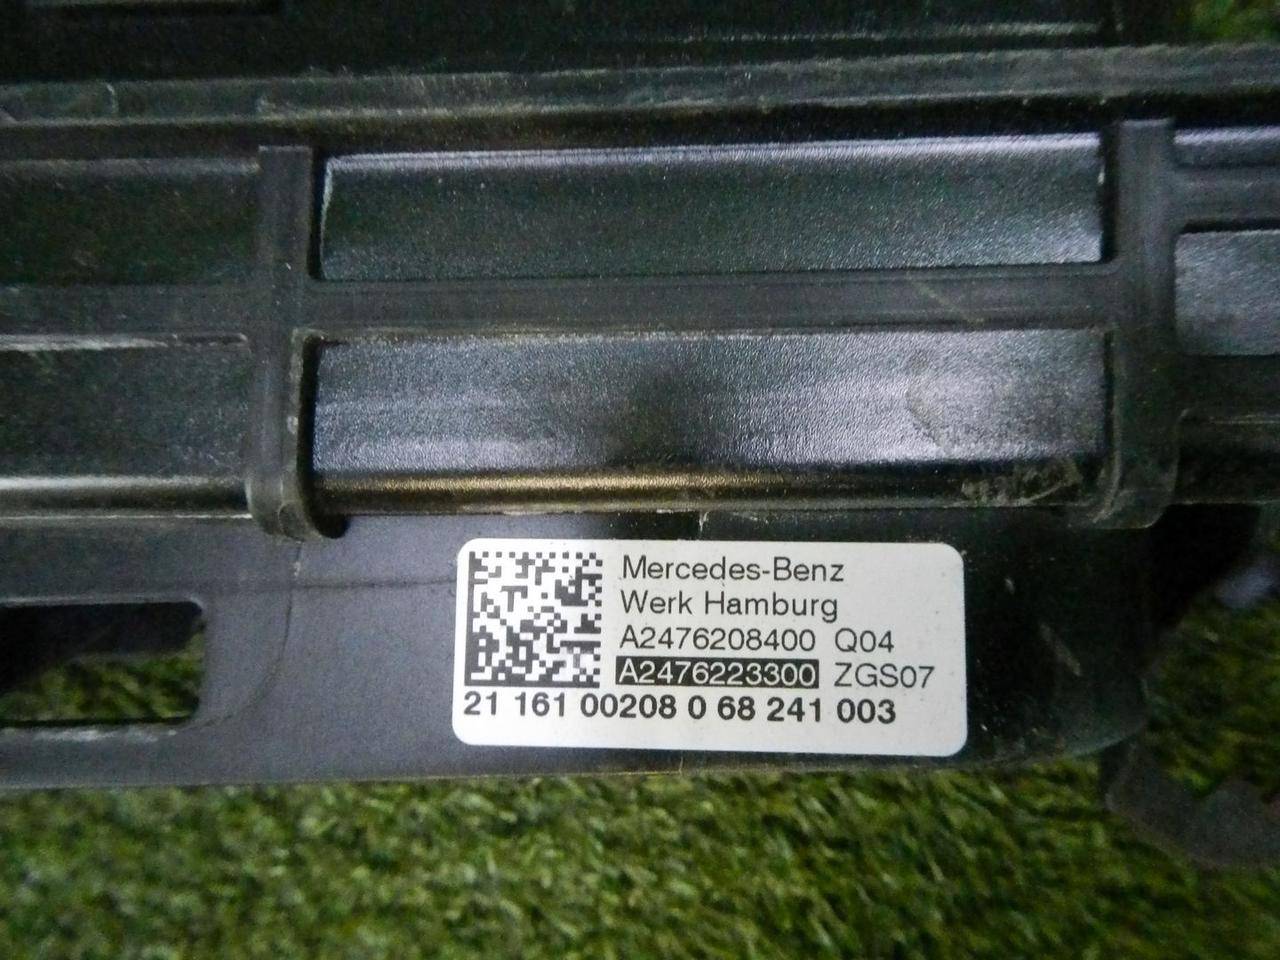 Mercedes-Benz
Werk Hamburg
A2476208400 Q04
A2476223300 ZGS07
21 161 00208 0 68 241 003